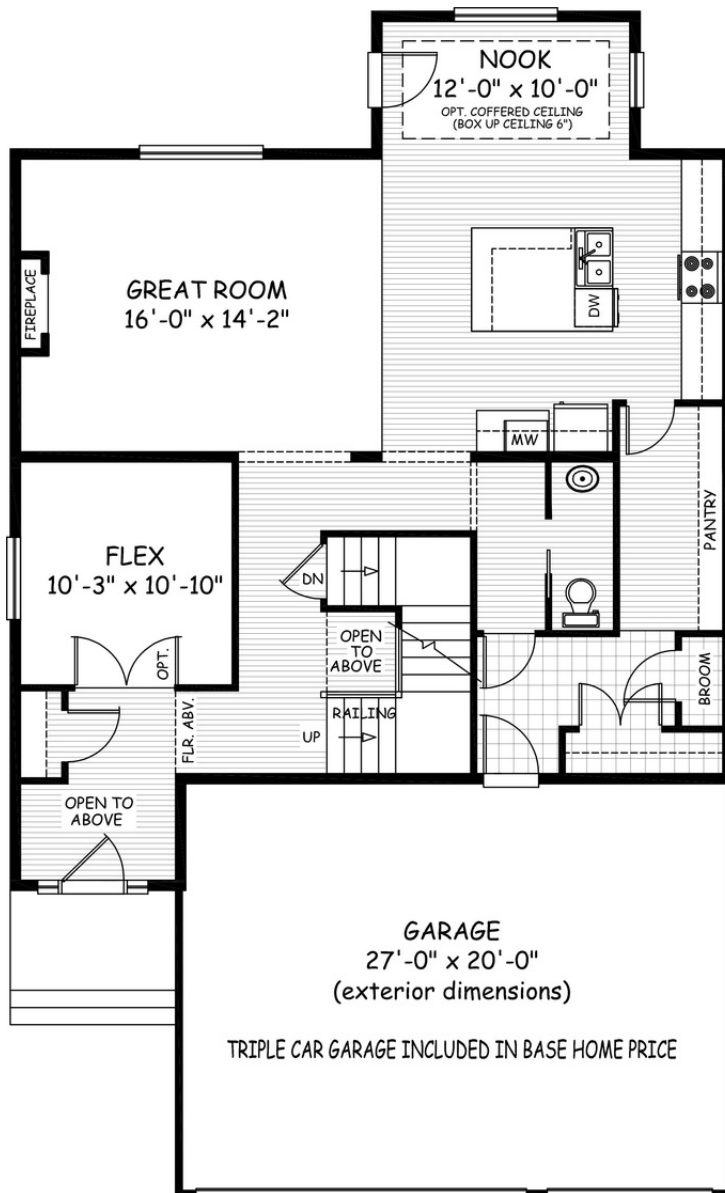 NOOK
12'-0" x 10'-0"
OPT. COFFERED CEILING
(BOX UP CEILING 6")
GREAT ROOM
16'-0" x 14'-2"
FIREPLACE
DW
MW
PANTRY
FLEX
10'-3" x 10'-10"
OPT.
DN
OPEN
TO
ABOVE
RAILING
UP
FLR. ABV.
BROOM
OPEN TO
ABOVE
GARAGE
27'-0" x 20'-0"
(exterior dimensions)
TRIPLE CAR GARAGE INCLUDED IN BASE HOME PRICE